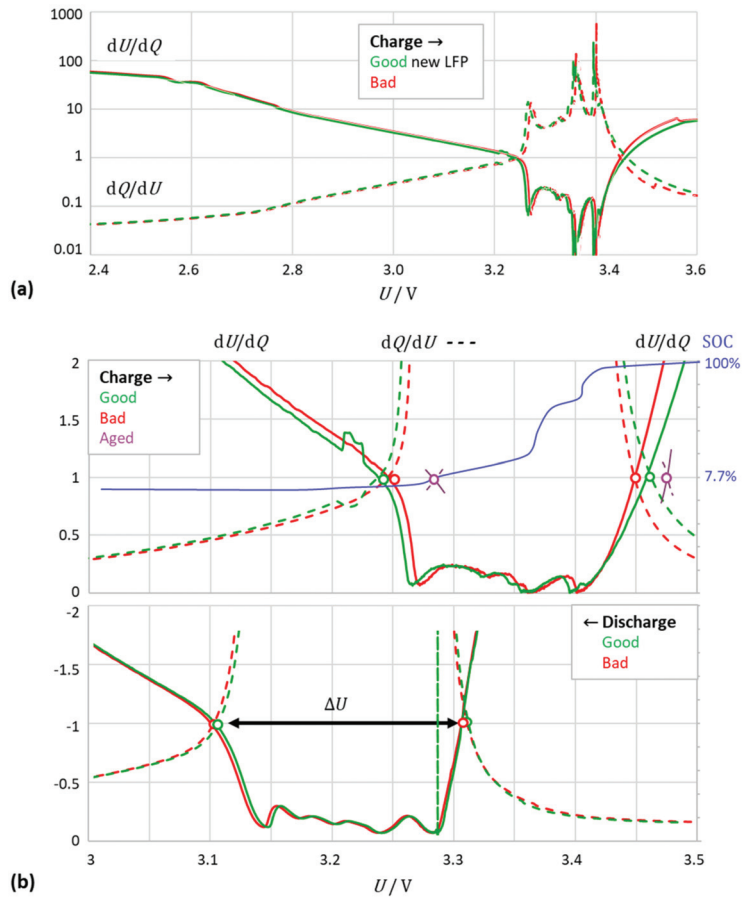 1000
100
10
1
0.1
0.01
dU/dQ
dQ/dU
Charge →
Good new LFP
Bad
2.4 2.6 2.8 3.0 3.2 3.4 3.6
U/V
(a)
dU/dQ dQ/dU --- dU/dQ SOC
2
1.5
1
0.5
0
Charge →
Good
Bad
Aged
100%
7.7%
-2
-1.5
-1
-0.5
0
← Discharge
Good
Bad
ΔU
3 3.1 3.2 3.3 3.4 3.5
U/V
(b)